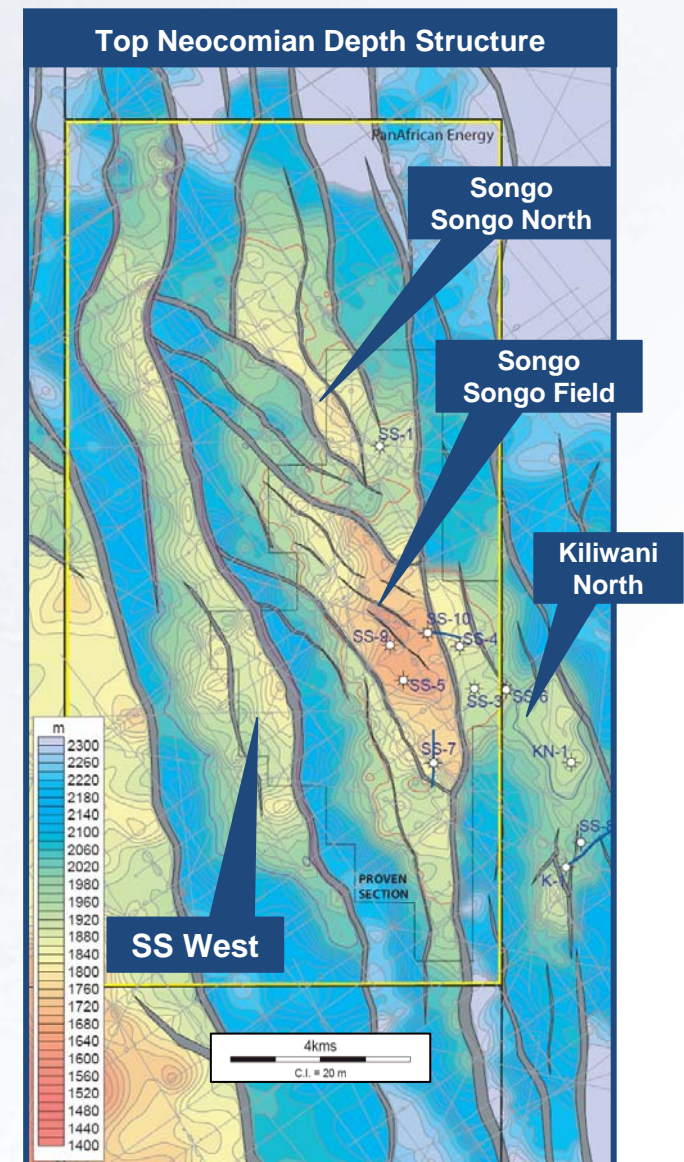 Top Neocomian Depth Structure
PanAfrican Energy
Songo
Songo North
Songo
Songo Field
SS-1
Kiliwani
North
SS-10
SS-9
SS-4
SS-5
SS-3
SS-6
SS-7
KN-1
SS-8
K-1
PROVEN
SECTION
SS West
m
2300
2260
2220
2180
2140
2100
2060
2020
1980
1960
1920
1880
1840
1800
1760
1720
1680
1640
1600
1560
1520
1480
1440
1400
4kms
C.I. = 20 m